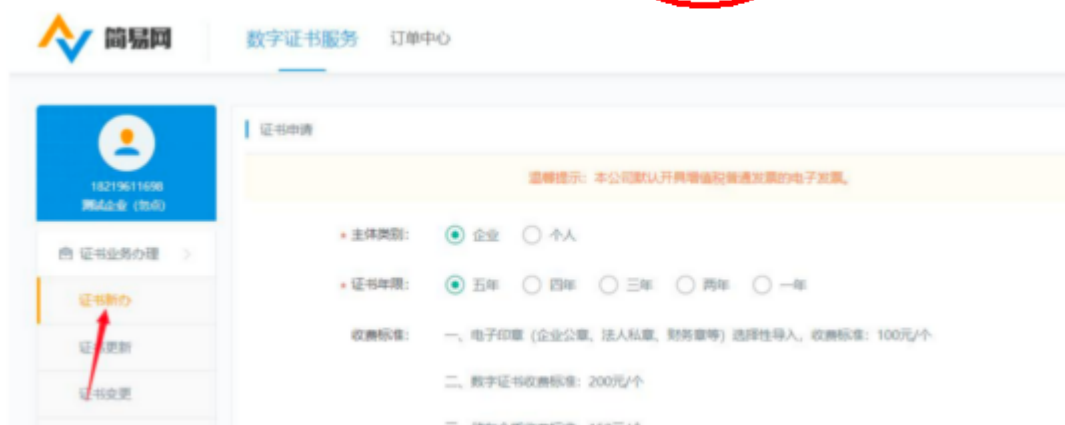 简易网
数字证书服务 订单中心
18219611698
测试企业（勿点）
证书业务办理
证书新办
证书更新
证书变更
证书申请
温馨提示：本公司默认开具增值税普通发票的电子发票。
* 主体类别： 企业 个人
* 证书年限： 五年 四年 三年 两年 一年
收费标准： 一、电子印章（企业公章、法人私章、财务章等）选择性导入，收费标准：100元/个
二、数字证书收费标准：200元/个